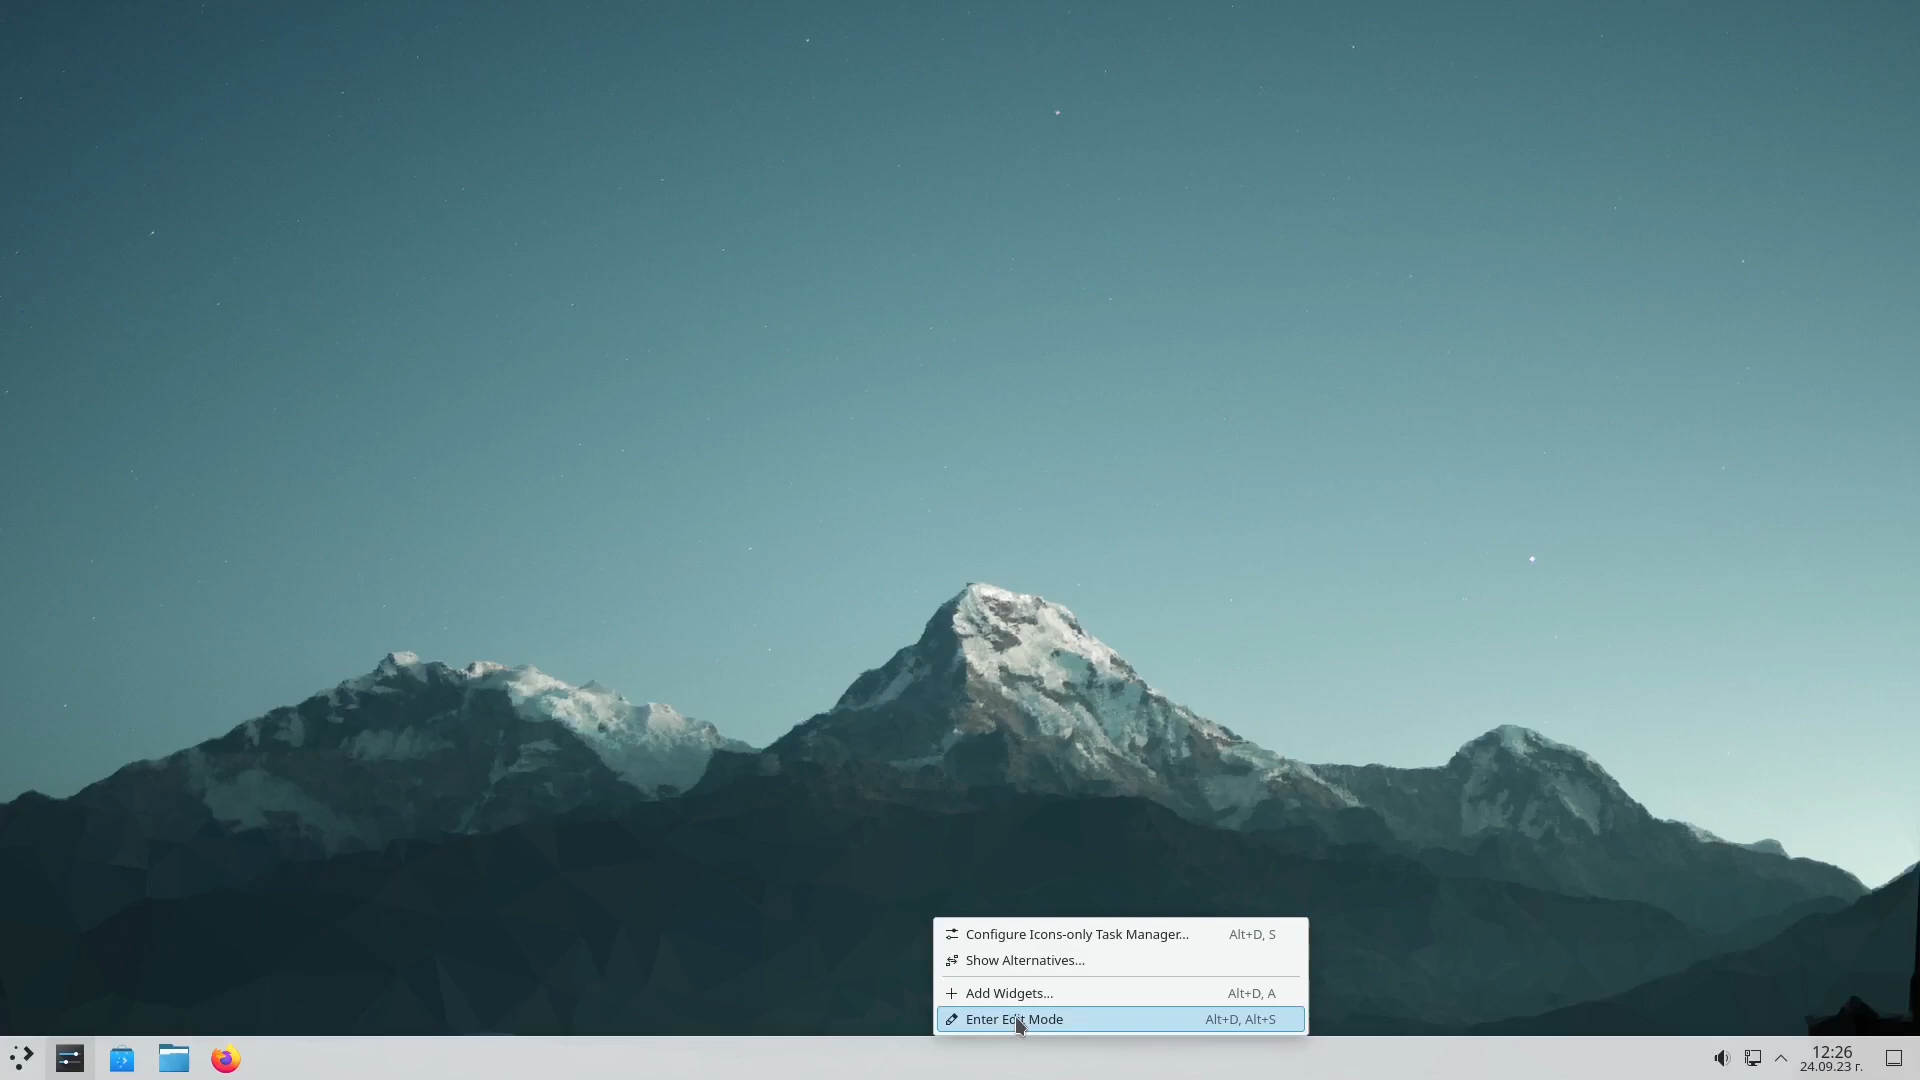 Configure Icons-only Task Manager... Alt+D, S
Show Alternatives...
Add Widgets... Alt+D, A
Enter Edit Mode Alt+D, Alt+S
12:26
24.09.23 г.